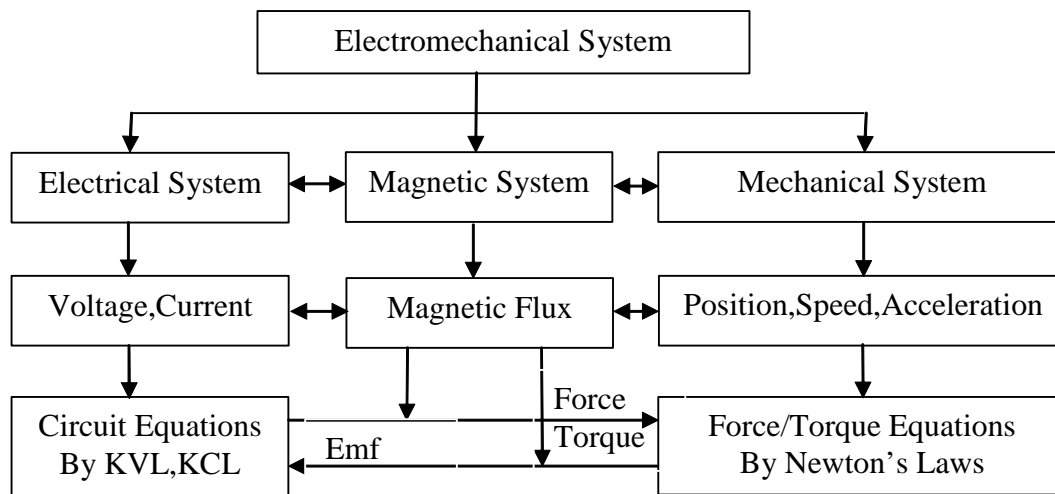 Electromechanical System
Electrical System
Magnetic System
Mechanical System
Voltage,Current
Magnetic Flux
Position,Speed,Acceleration
Circuit Equations
By KVL,KCL
Force
Torque
Emf
Force/Torque Equations
By Newton’s Laws